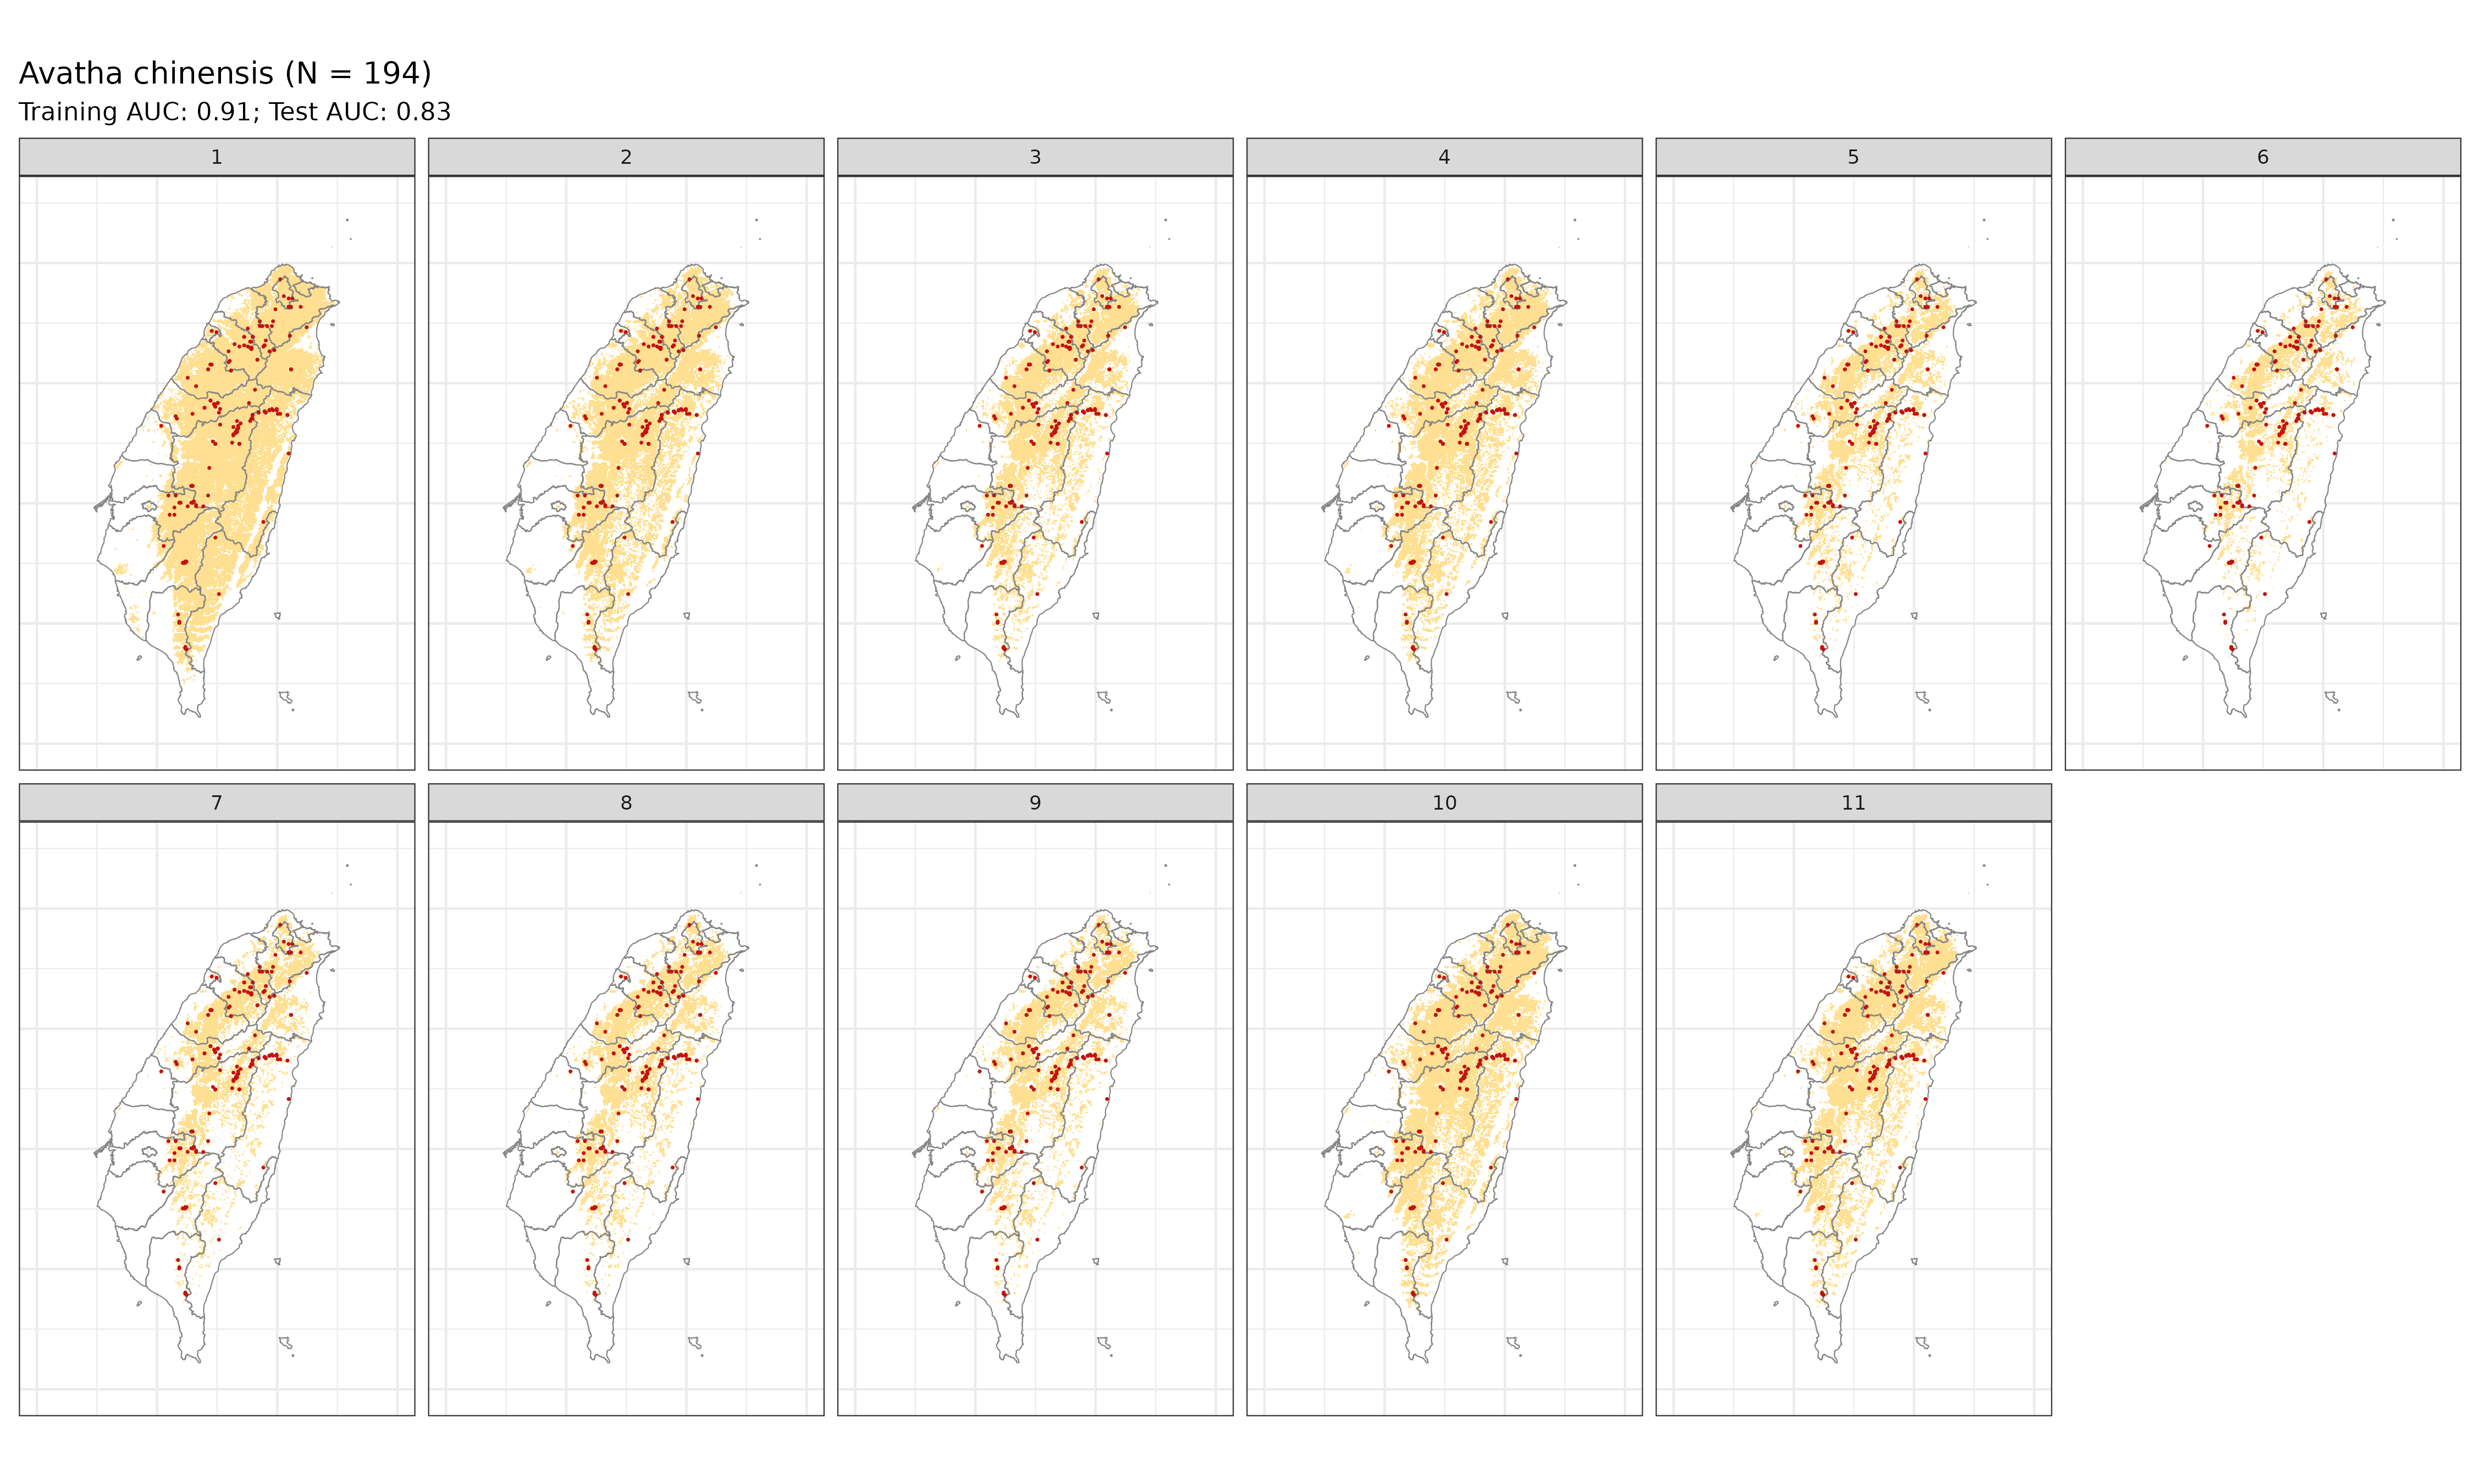 Avatha chinensis (N = 194)
Training AUC: 0.91; Test AUC: 0.83
1 2 3 4 5 6
7 8 9 10 11